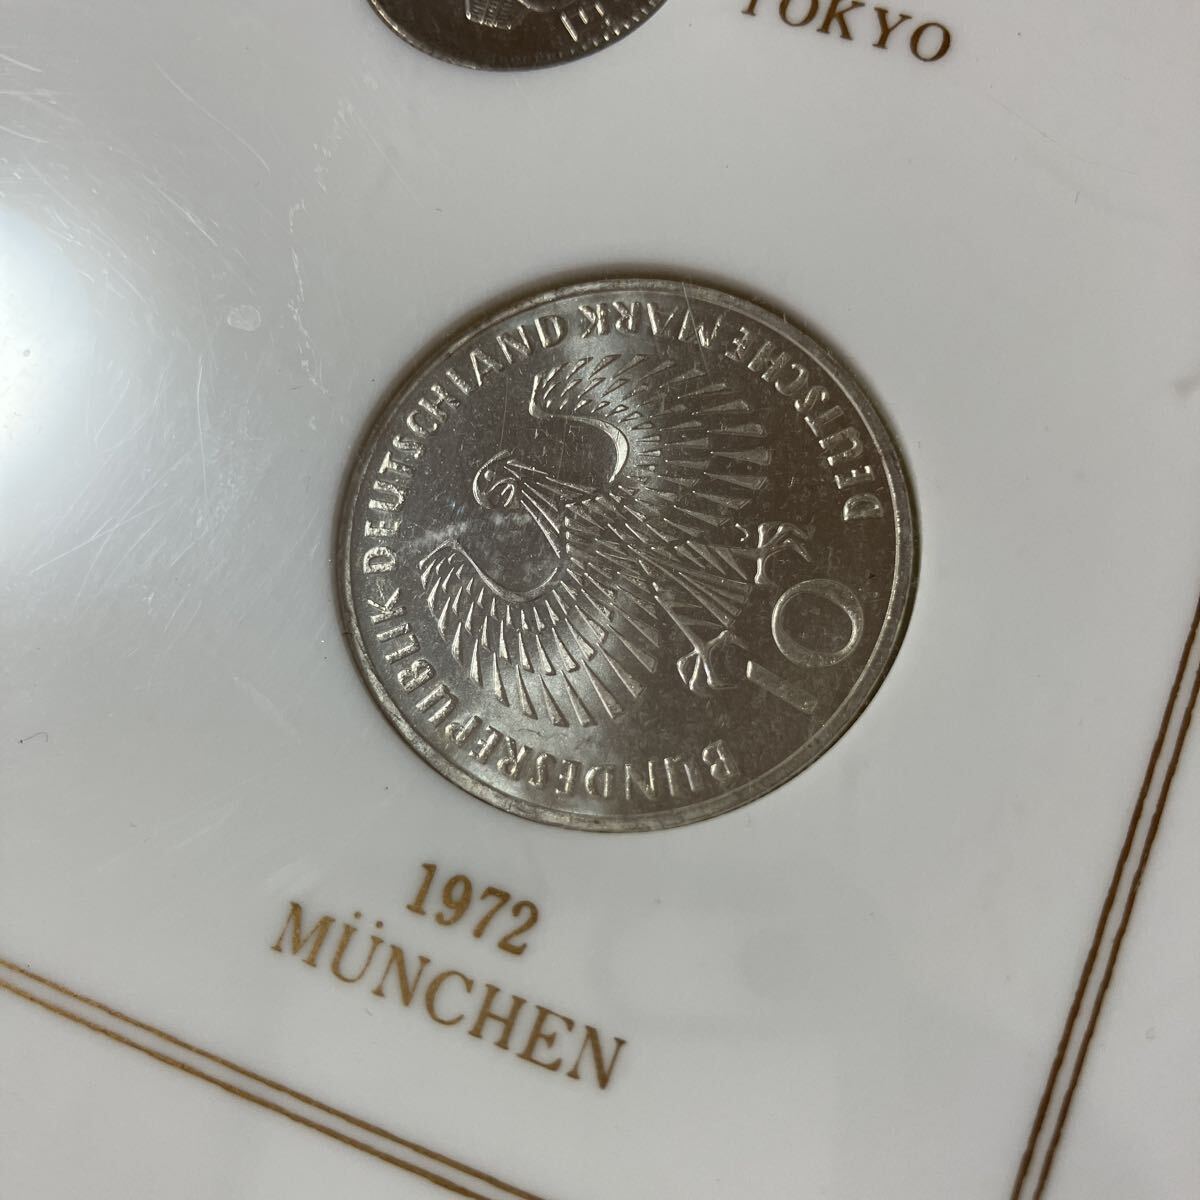 TOKYO
BUNDESREPUBLIK DEUTSCHLAND
10
DEUTSCHE MARK
1972
MÜNCHEN